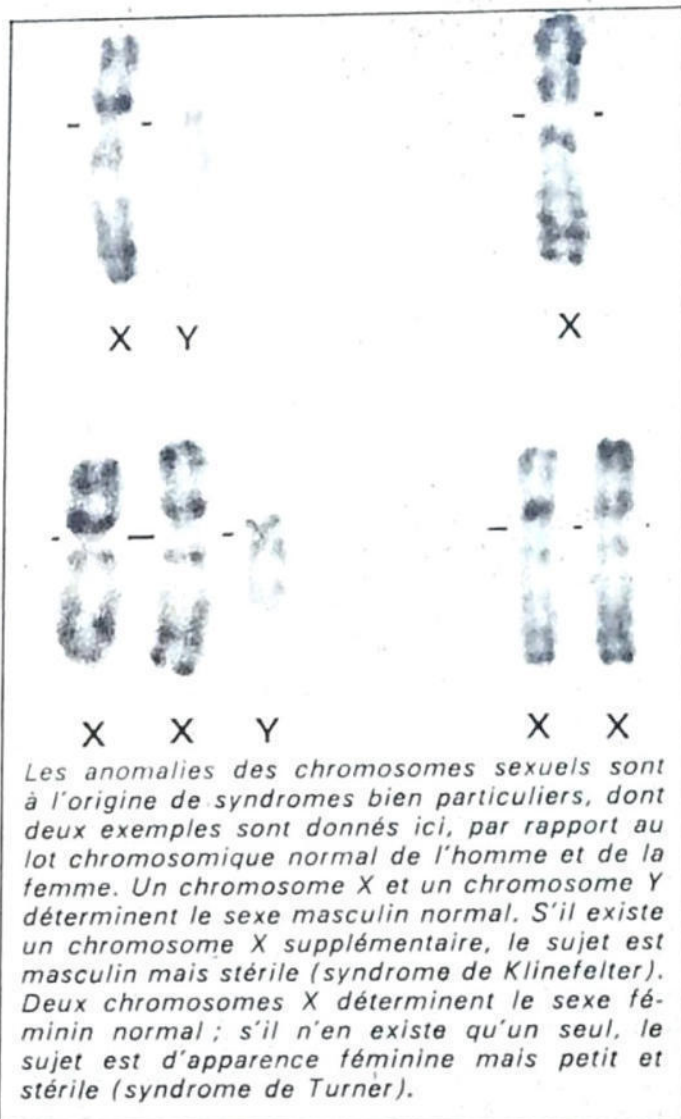 X Y X
X X Y X X
Les anomalies des chromosomes sexuels sont
à l'origine de syndromes bien particuliers, dont
deux exemples sont donnés ici, par rapport au
lot chromosomique normal de l'homme et de la
femme. Un chromosome X et un chromosome Y
déterminent le sexe masculin normal. S'il existe
un chromosome X supplémentaire, le sujet est
masculin mais stérile (syndrome de Klinefelter).
Deux chromosomes X déterminent le sexe fé-
minin normal ; s'il n'en existe qu'un seul, le
sujet est d'apparence féminine mais petit et
stérile (syndrome de Turner).